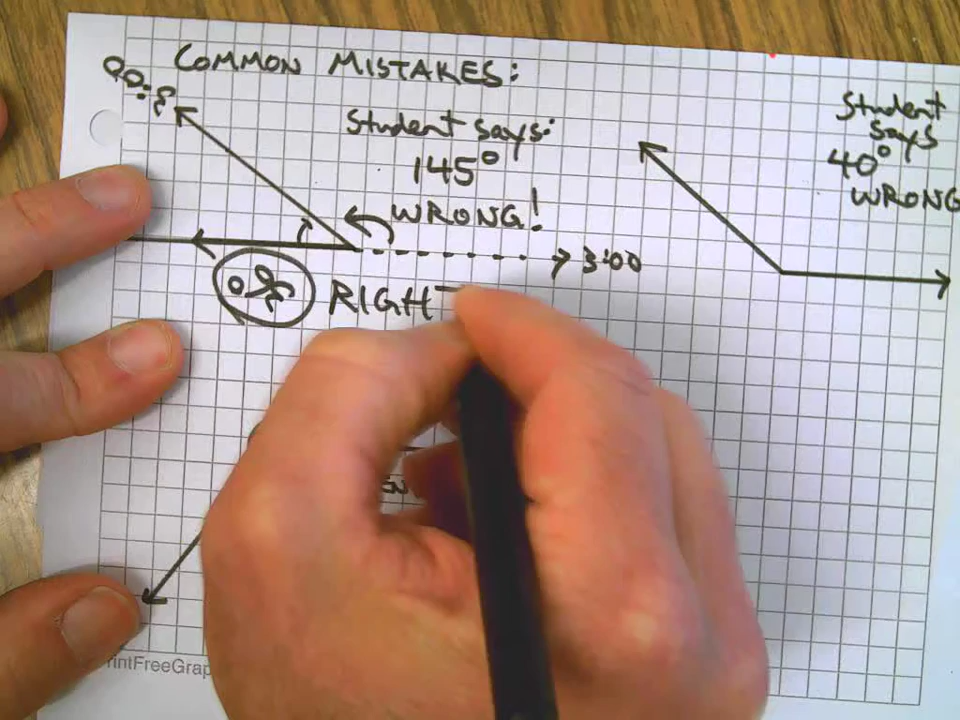 COMMON MISTAKES:
Student says:
145°
WRONG!
3:00
RIGHT
Student
says
40°
WRONG